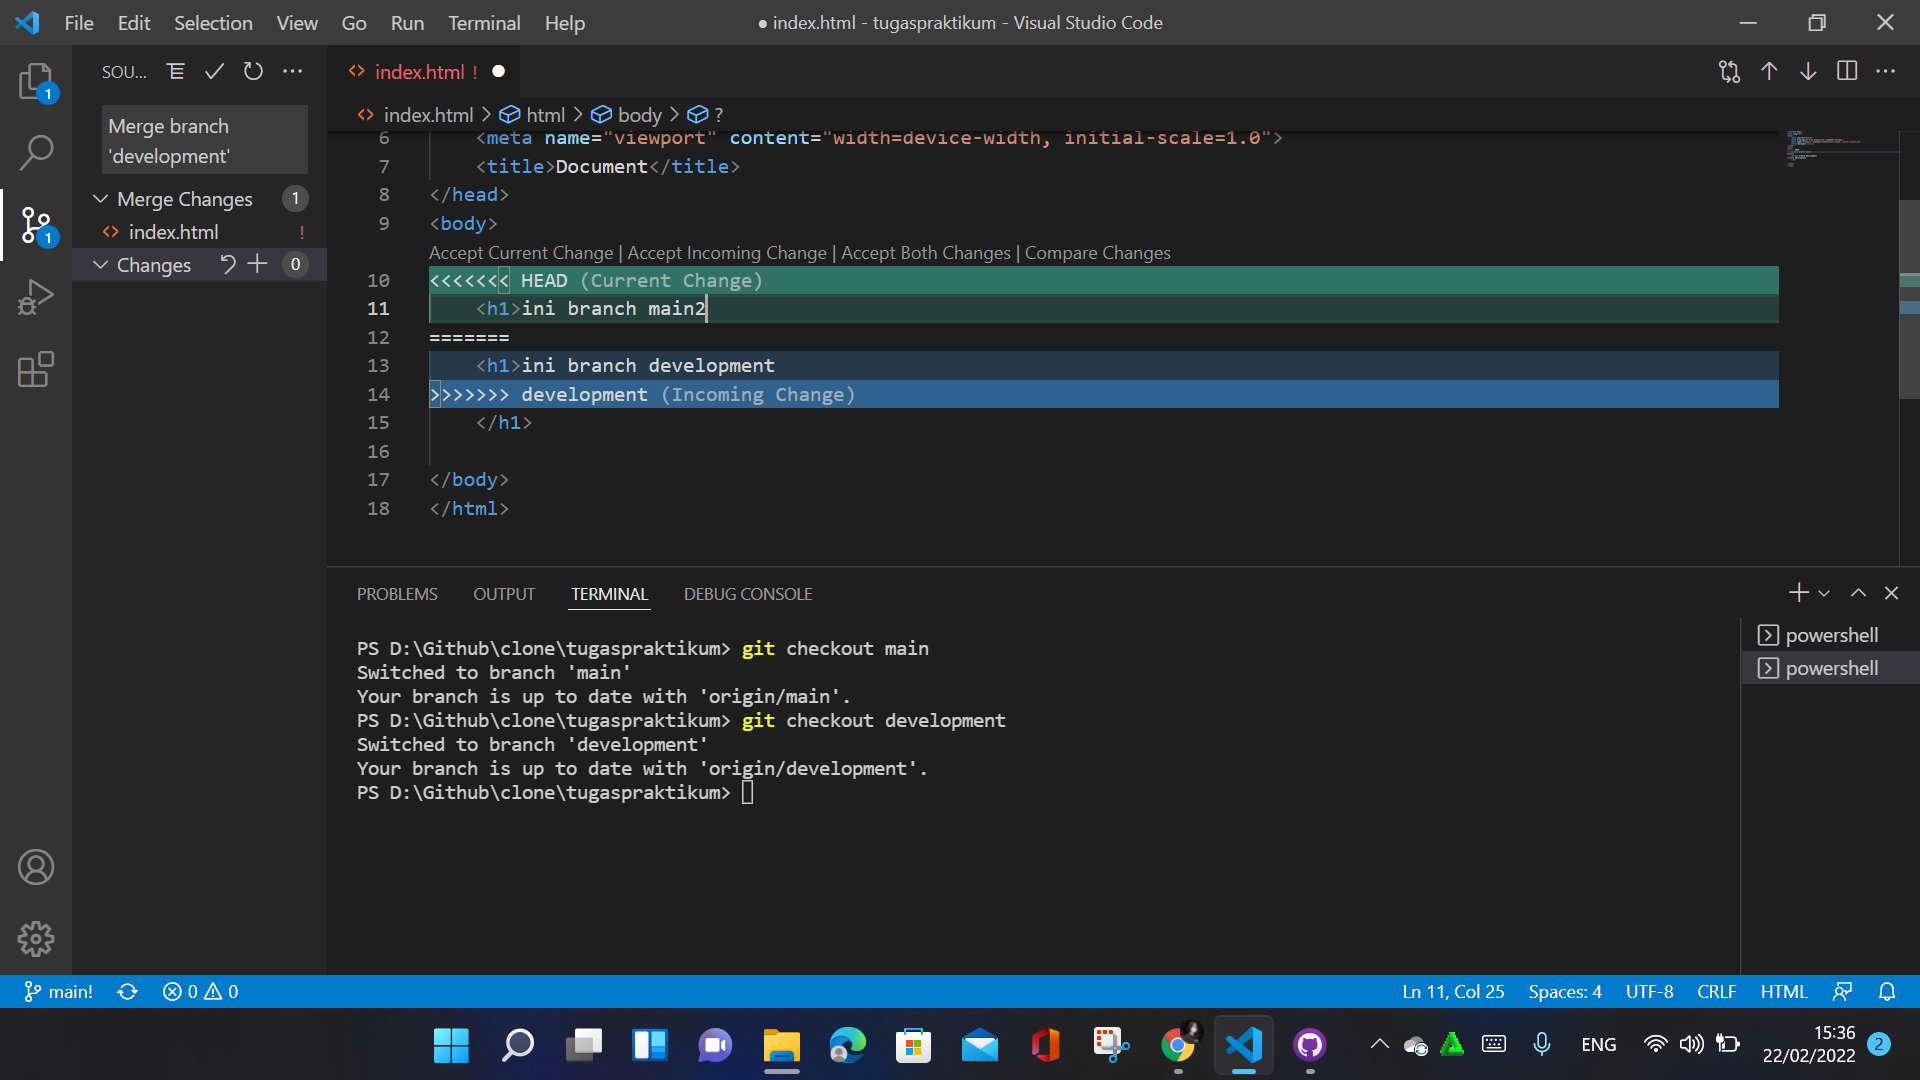 File Edit Selection View Go Run Terminal Help
● index.html - tugaspraktikum - Visual Studio Code
SOU...
index.html !
index.html > html > body > ?
1
Merge branch
'development'
Merge Changes 1
index.html !
Changes 0
1
6 <meta name="viewport" content="width=device-width, initial-scale=1.0">
7 <title>Document</title>
8 </head>
9 <body>
Accept Current Change | Accept Incoming Change | Accept Both Changes | Compare Changes
10 <<<<<<< HEAD (Current Change)
11 <h1>ini branch main2
12 =======
13 <h1>ini branch development
14 >>>>>>> development (Incoming Change)
15 </h1>
16
17 </body>
18 </html>
PROBLEMS OUTPUT TERMINAL DEBUG CONSOLE
PS D:\Github\clone\tugaspraktikum> git checkout main
Switched to branch 'main'
Your branch is up to date with 'origin/main'.
PS D:\Github\clone\tugaspraktikum> git checkout development
Switched to branch 'development'
Your branch is up to date with 'origin/development'.
PS D:\Github\clone\tugaspraktikum>
powershell
powershell
main! 0 0
Ln 11, Col 25 Spaces: 4 UTF-8 CRLF HTML
ENG
15:36
22/02/2022
2